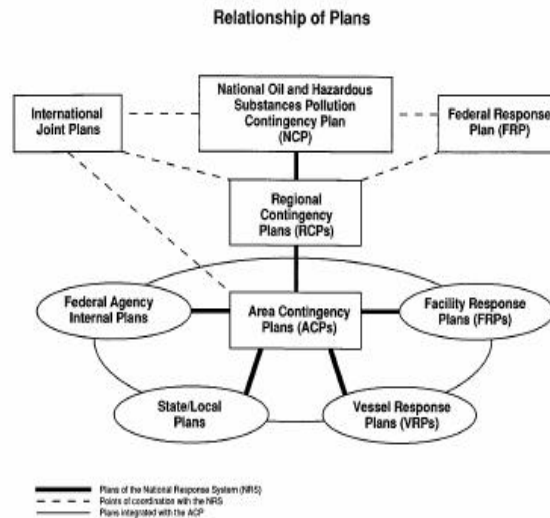 Relationship of Plans
National Oil and Hazardous
Substances Pollution
Contingency Plan
(NCP)
International
Joint Plans
Federal Response
Plan (FRP)
Regional
Contingency
Plans (RCPs)
Federal Agency
Internal Plans
Area Contingency
Plans (ACPs)
Facility Response
Plans (FRPs)
State/Local
Plans
Vessel Response
Plans (VRPs)
Plans of the National Response System (NRS)
Points of coordination with the NRS
Plans integrated with the ACP